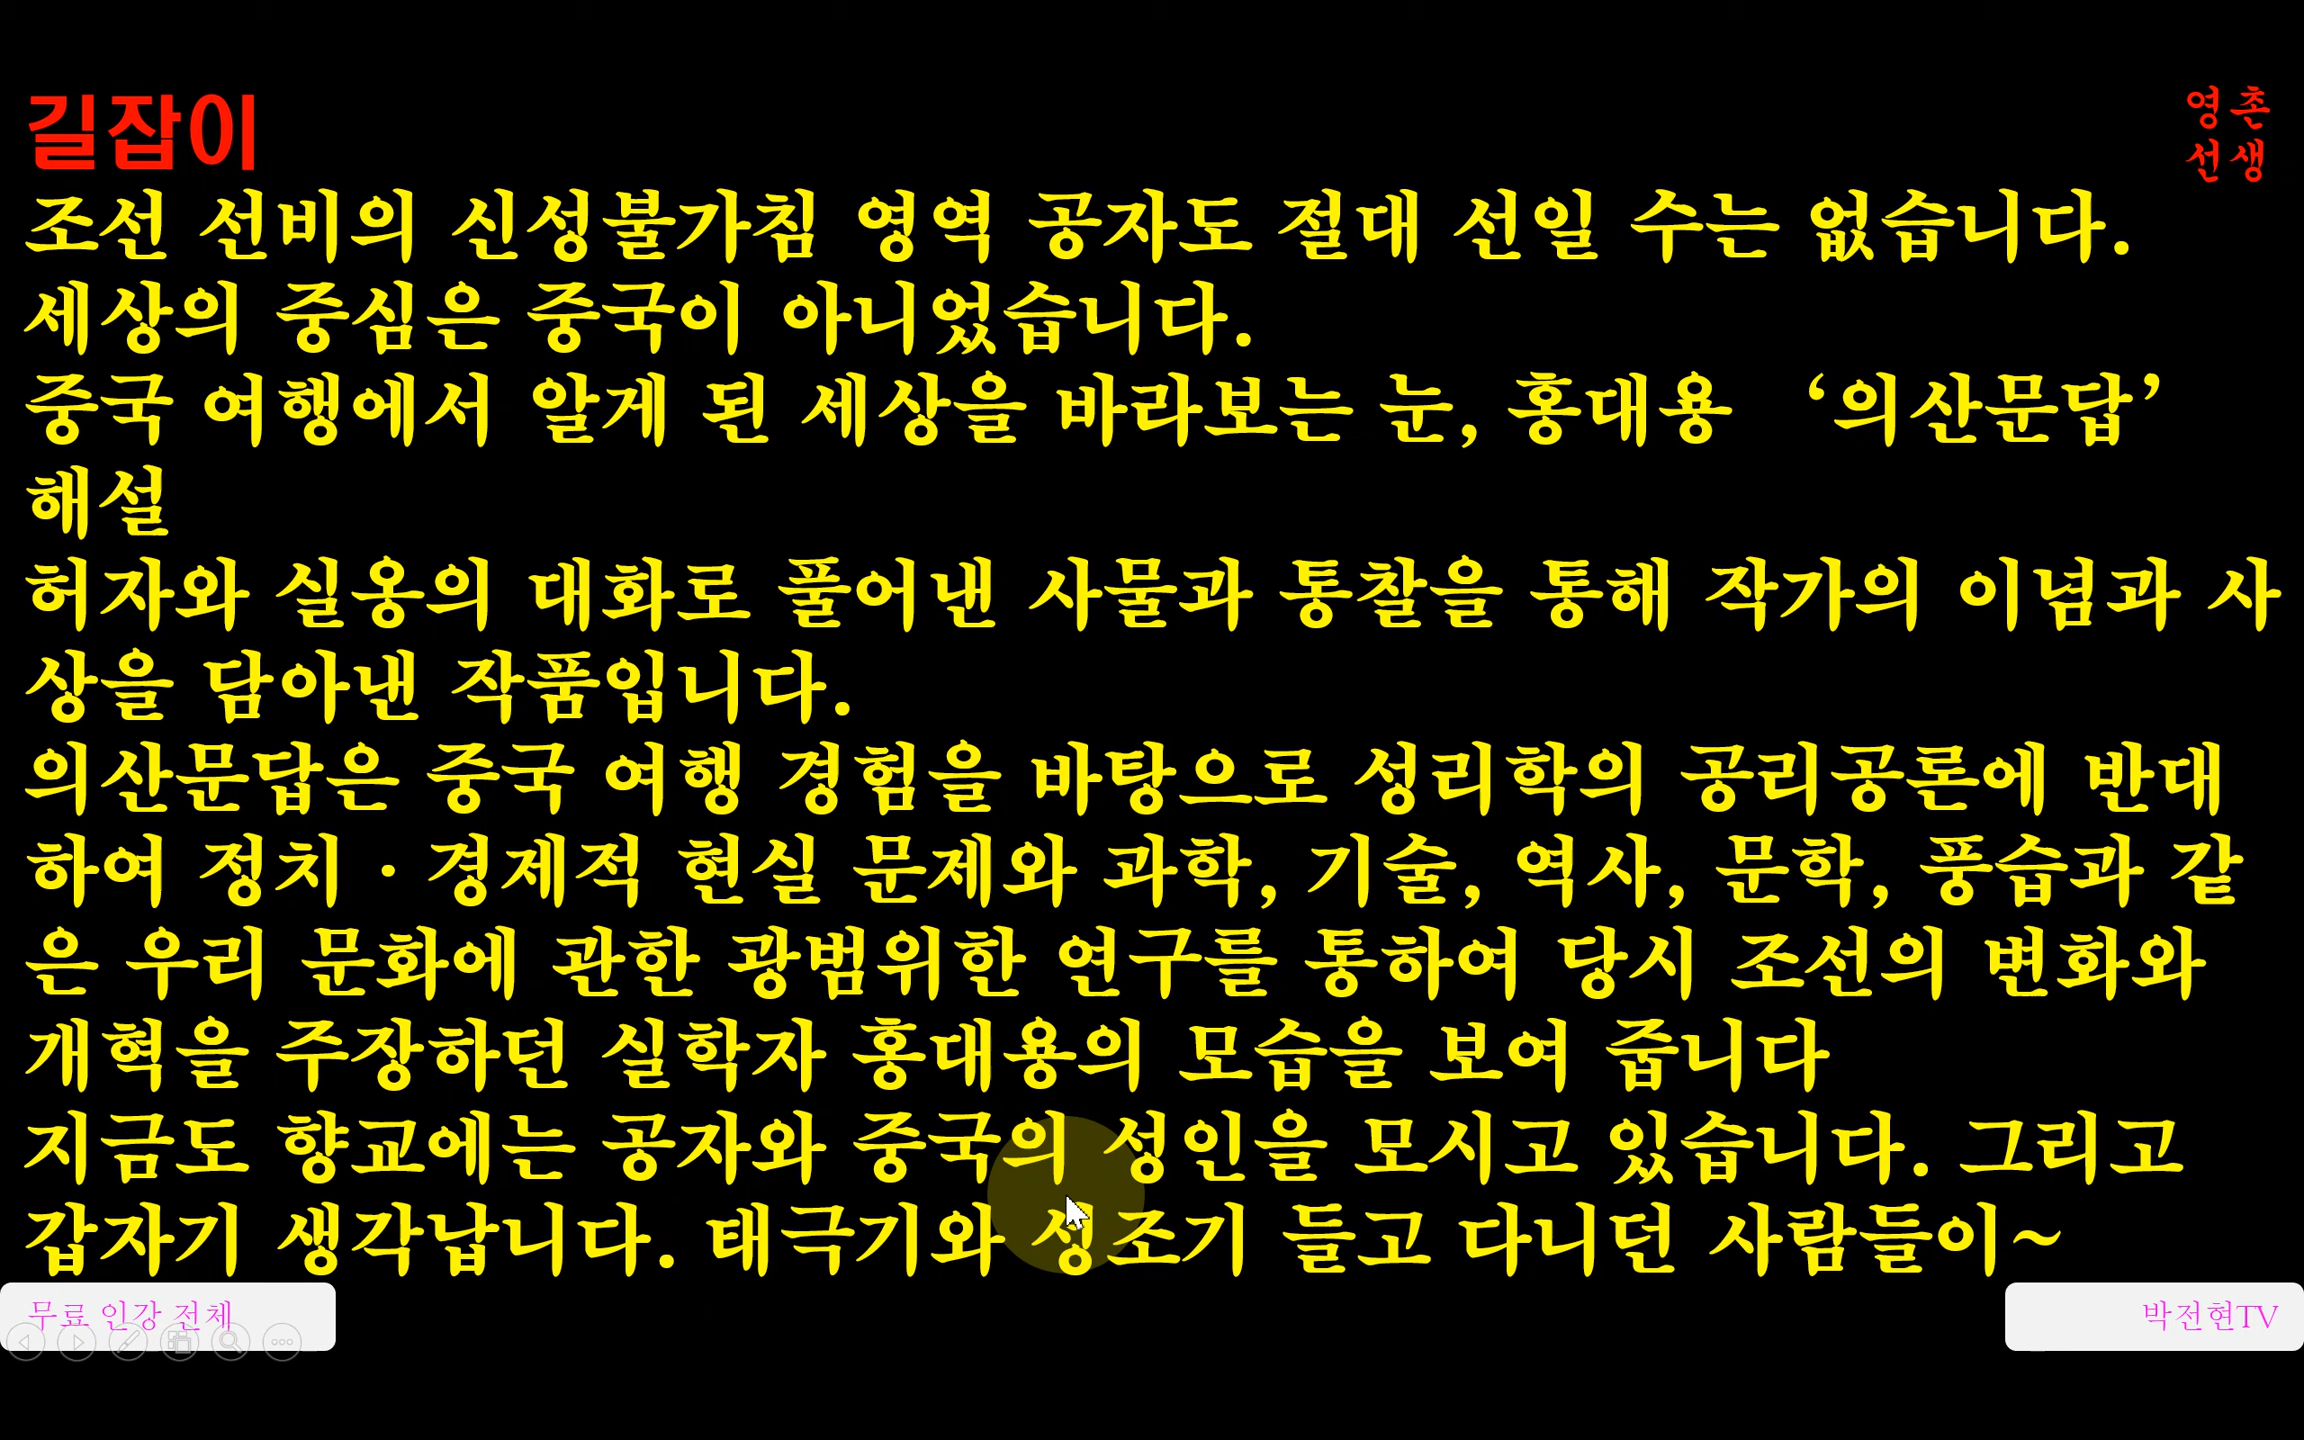 길잡이
영촌
선생
조선 선비의 신성불가침 영역 공자도 절대 선일 수는 없습니다.
세상의 중심은 중국이 아니었습니다.
중국 여행에서 알게 된 세상을 바라보는 눈, 홍대용 ‘의산문답’
해설
허자와 실옹의 대화로 풀어낸 사물과 통찰을 통해 작가의 이념과 사
상을 담아낸 작품입니다.
의산문답은 중국 여행 경험을 바탕으로 성리학의 공리공론에 반대
하여 정치 · 경제적 현실 문제와 과학, 기술, 역사, 문학, 풍습과 같
은 우리 문화에 관한 광범위한 연구를 통하여 당시 조선의 변화와
개혁을 주장하던 실학자 홍대용의 모습을 보여 줍니다
지금도 향교에는 공자와 중국의 성인을 모시고 있습니다. 그리고
갑자기 생각납니다. 태극기와 성조기 들고 다니던 사람들이~
무료 인강 전체
박전현TV